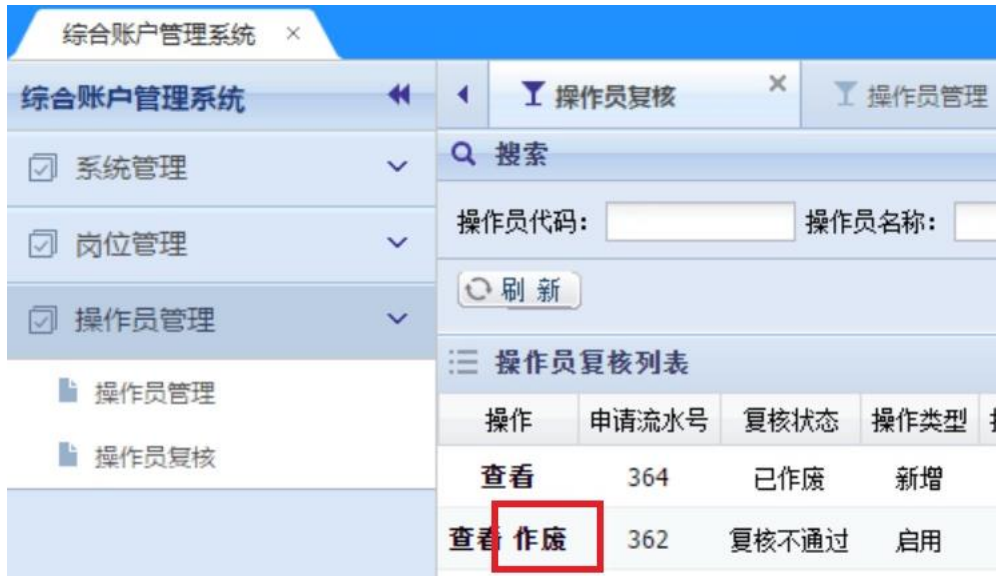 综合账户管理系统
综合账户管理系统
系统管理
岗位管理
操作员管理
操作员管理
操作员复核
操作员复核 操作员管理
搜索
操作员代码： 操作员名称：
刷 新
操作员复核列表
操作 申请流水号 复核状态 操作类型
查看 364 已作废 新增
查看 作废 362 复核不通过 启用